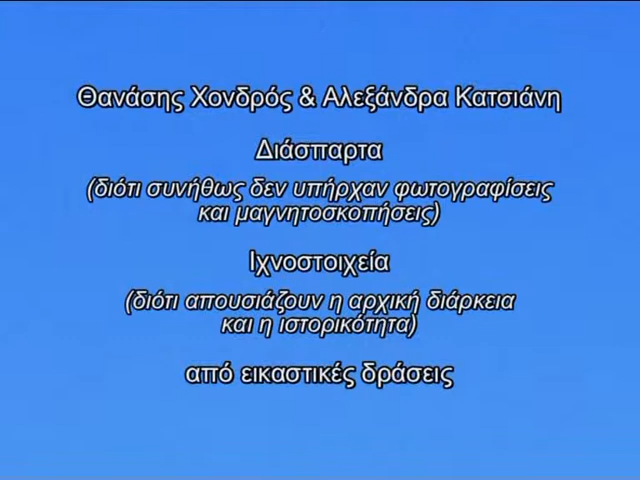 Θανάσης Χονδρός & Αλεξάνδρα Κατσιάνη
Διάσπαρτα
(διότι συνήθως δεν υπήρχαν φωτογραφίσεις
και μαγνητοσκοπήσεις)
Ιχνοστοιχεία
(διότι απουσιάζουν η αρχική διάρκεια
και η ιστορικότητα)
από εικαστικές δράσεις